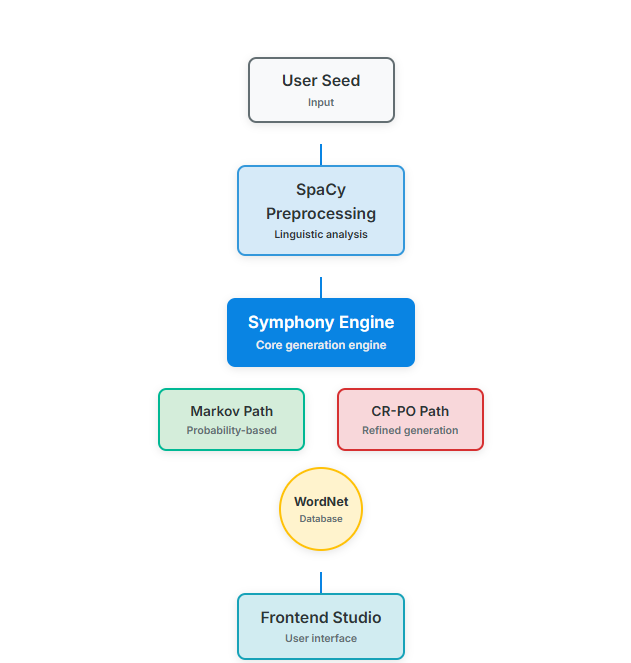 User Seed
Input
SpaCy
Preprocessing
Linguistic analysis
Symphony Engine
Core generation engine
Markov Path
Probability-based
CR-PO Path
Refined generation
WordNet
Database
Frontend Studio
User interface